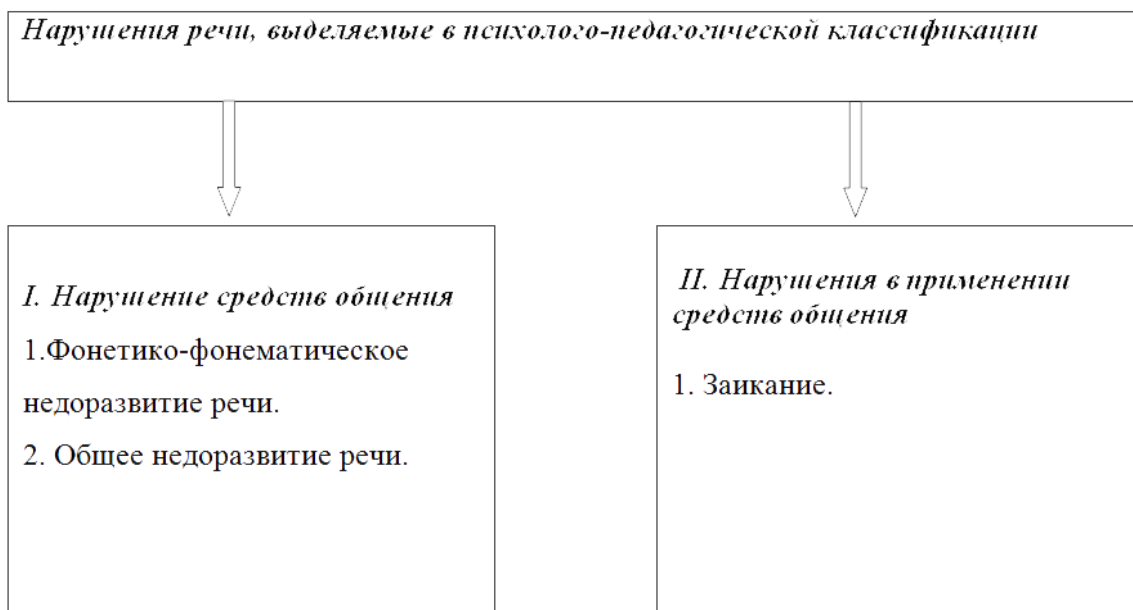 Нарушения речи, выделяемые в психолого-педагогической классификации
I. Нарушение средств общения
1.Фонетико-фонематическое
недоразвитие речи.
2. Общее недоразвитие речи.
II. Нарушения в применении
средств общения
1. Заикание.